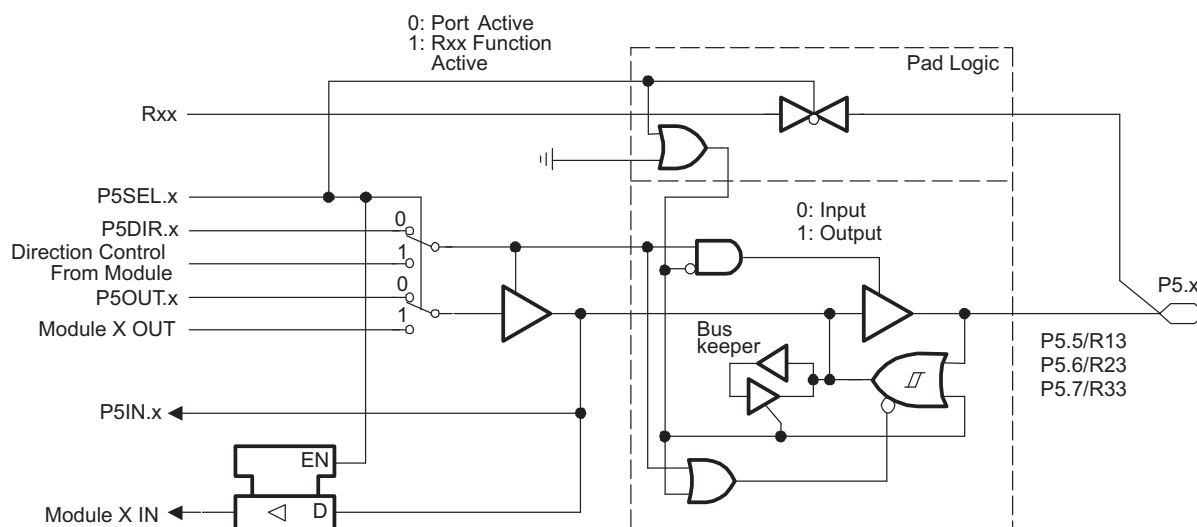 0: Port Active
1: Rxx Function
Active
Pad Logic
Rxx
P5SEL.x
P5DIR.x
0
Direction Control
From Module
1
P5OUT.x
0
Module X OUT
1
0: Input
1: Output
P5.x
Bus
keeper
P5.5/R13
P5.6/R23
P5.7/R33
P5IN.x
EN
Module X IN
D